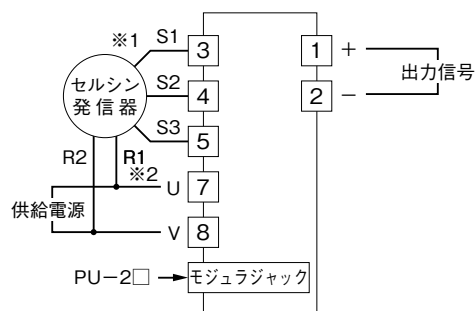 ※1
S1
3
1
+
出力信号
セルシン
発信器
S2
4
2
−
S3
5
R2
R1
※2
U
7
供給電源
V
8
PU−2□
モジュラジャック